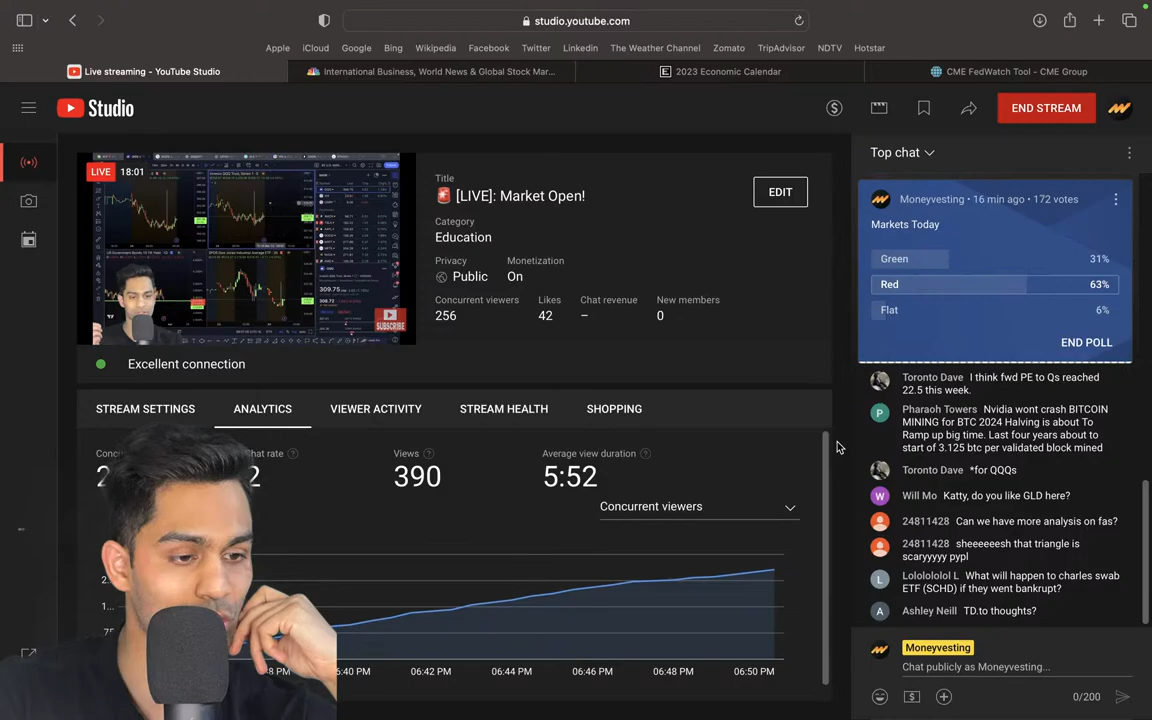 studio.youtube.com
Apple iCloud Google Bing Wikipedia Facebook Twitter Linkedin The Weather Channel Zomato TripAdvisor NDTV Hotstar
Live streaming - YouTube Studio
International Business, World News & Global Stock Mar...
2023 Economic Calendar
CME FedWatch Tool - CME Group
Studio
END STREAM
LIVE 18:01
SUBSCRIBE
309.75
Title
[LIVE]: Market Open!
EDIT
Category
Education
Privacy Monetization
Public On
Concurrent viewers Likes Chat revenue New members
256 42 – 0
Excellent connection
STREAM SETTINGS ANALYTICS VIEWER ACTIVITY STREAM HEALTH SHOPPING
Views Average view duration
390 5:52
Concurrent viewers
06:40 PM 06:42 PM 06:44 PM 06:46 PM 06:48 PM 06:50 PM
Top chat
Moneyvesting • 16 min ago • 172 votes
Markets Today
Green 31%
Red 63%
Flat 6%
END POLL
Toronto Dave I think fwd PE to Qs reached
22.5 this week.
Pharaoh Towers Nvidia wont crash BITCOIN
MINING for BTC 2024 Halving is about To
Ramp up big time. Last four years about to
start of 3.125 btc per validated block mined
Toronto Dave *for QQQs
Will Mo Katty, do you like GLD here?
24811428 Can we have more analysis on fas?
24811428 sheeeeeesh that triangle is
scaryyyyy pypl
Lolololololol L What will happen to charles swab
ETF (SCHD) if they went bankrupt?
Ashley Neill TD.to thoughts?
Moneyvesting
Chat publicly as Moneyvesting...
0/200